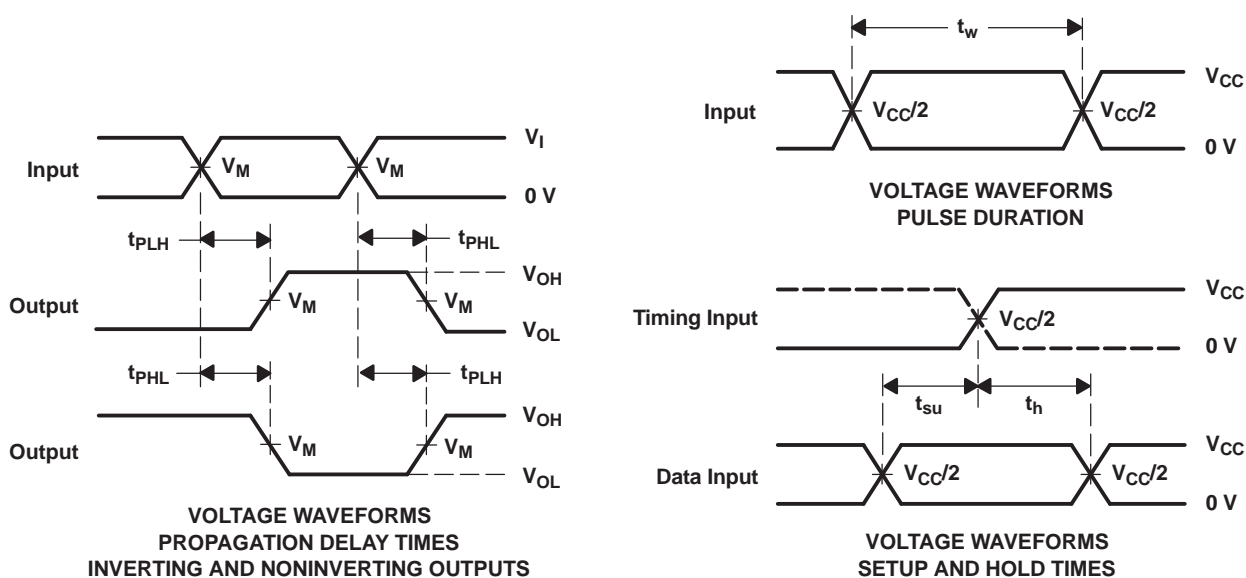 Input
V_M
V_M
V_I
0 V
t_PLH
t_PHL
Output
V_M
V_M
V_OH
V_OL
t_PHL
t_PLH
Output
V_M
V_M
V_OH
V_OL
VOLTAGE WAVEFORMS
PROPAGATION DELAY TIMES
INVERTING AND NONINVERTING OUTPUTS
t_w
Input
V_CC/2
V_CC/2
V_CC
0 V
VOLTAGE WAVEFORMS
PULSE DURATION
Timing Input
V_CC/2
V_CC
0 V
t_su
t_h
Data Input
V_CC/2
V_CC/2
V_CC
0 V
VOLTAGE WAVEFORMS
SETUP AND HOLD TIMES